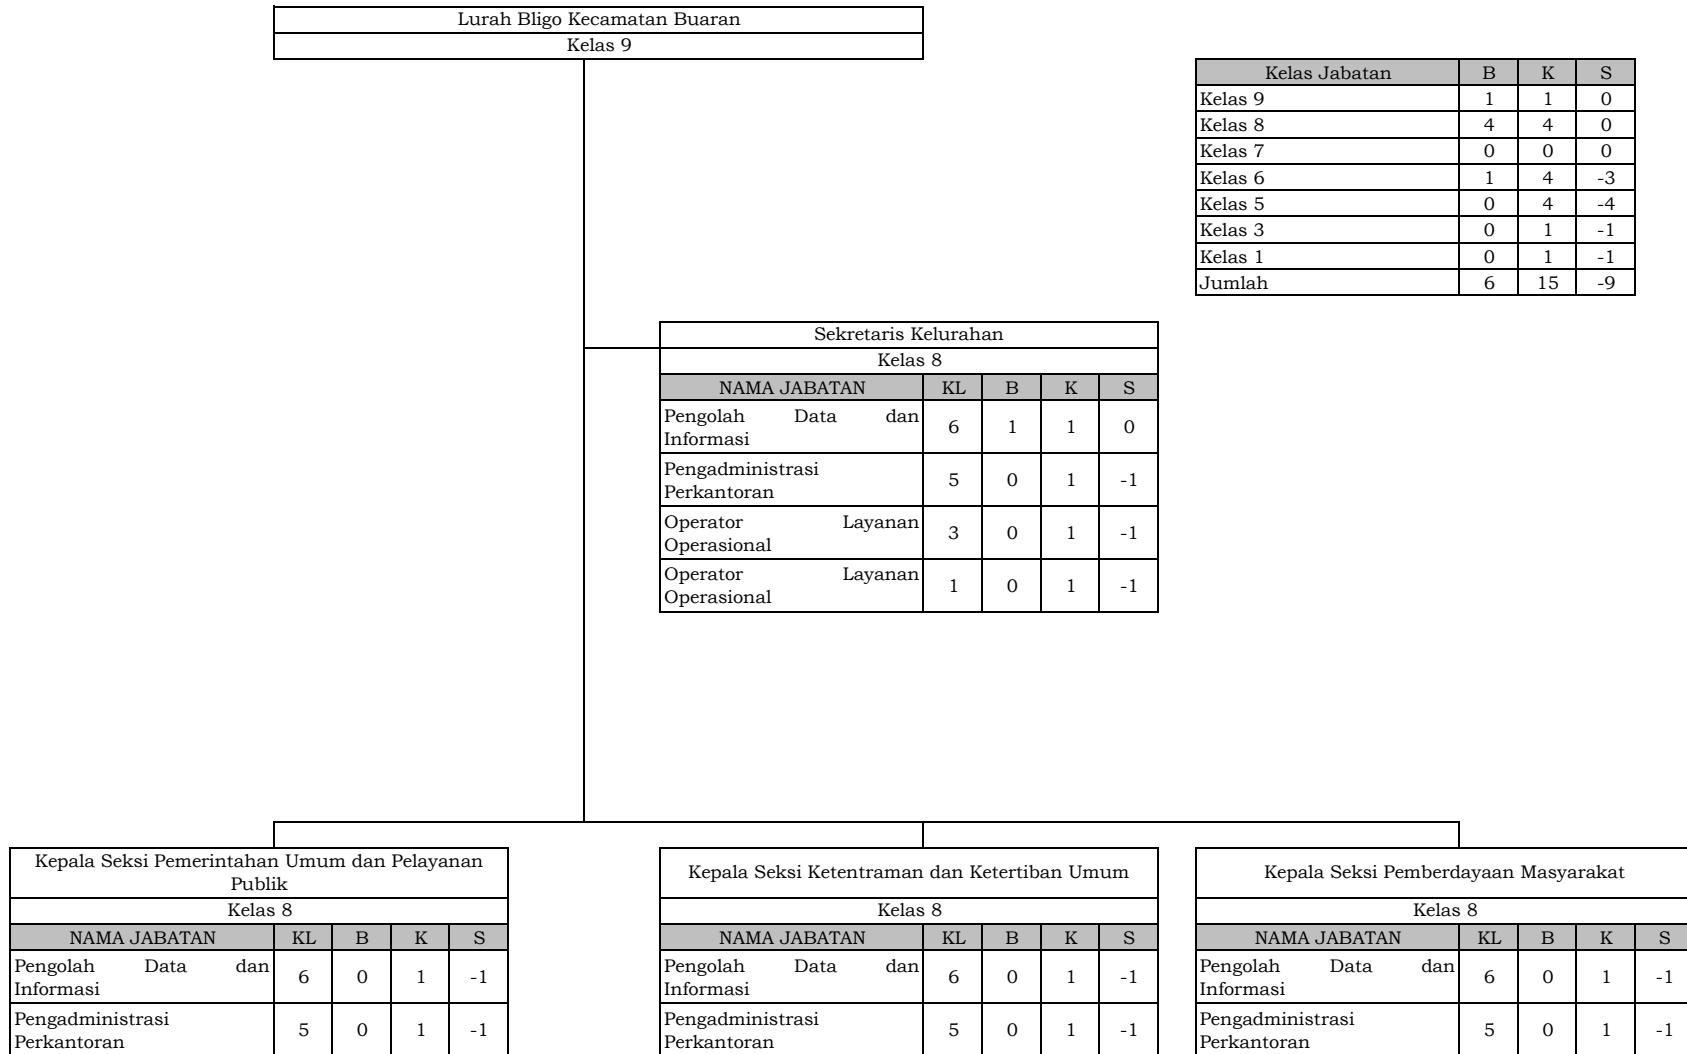 Lurah Bligo Kecamatan Buaran
Kelas 9
Kelas Jabatan B K S
Kelas 9 1 1 0
Kelas 8 4 4 0
Kelas 7 0 0 0
Kelas 6 1 4 -3
Kelas 5 0 4 -4
Kelas 3 0 1 -1
Kelas 1 0 1 -1
Jumlah 6 15 -9
Sekretaris Kelurahan
Kelas 8
NAMA JABATAN KL B K S
Pengolah Data dan
Informasi 6 1 1 0
Pengadministrasi
Perkantoran 5 0 1 -1
Operator Layanan
Operasional 3 0 1 -1
Operator Layanan
Operasional 1 0 1 -1
Kepala Seksi Pemerintahan Umum dan Pelayanan
Publik
Kelas 8
NAMA JABATAN KL B K S
Pengolah Data dan
Informasi 6 0 1 -1
Pengadministrasi
Perkantoran 5 0 1 -1
Kepala Seksi Ketentraman dan Ketertiban Umum
Kelas 8
NAMA JABATAN KL B K S
Pengolah Data dan
Informasi 6 0 1 -1
Pengadministrasi
Perkantoran 5 0 1 -1
Kepala Seksi Pemberdayaan Masyarakat
Kelas 8
NAMA JABATAN KL B K S
Pengolah Data dan
Informasi 6 0 1 -1
Pengadministrasi
Perkantoran 5 0 1 -1